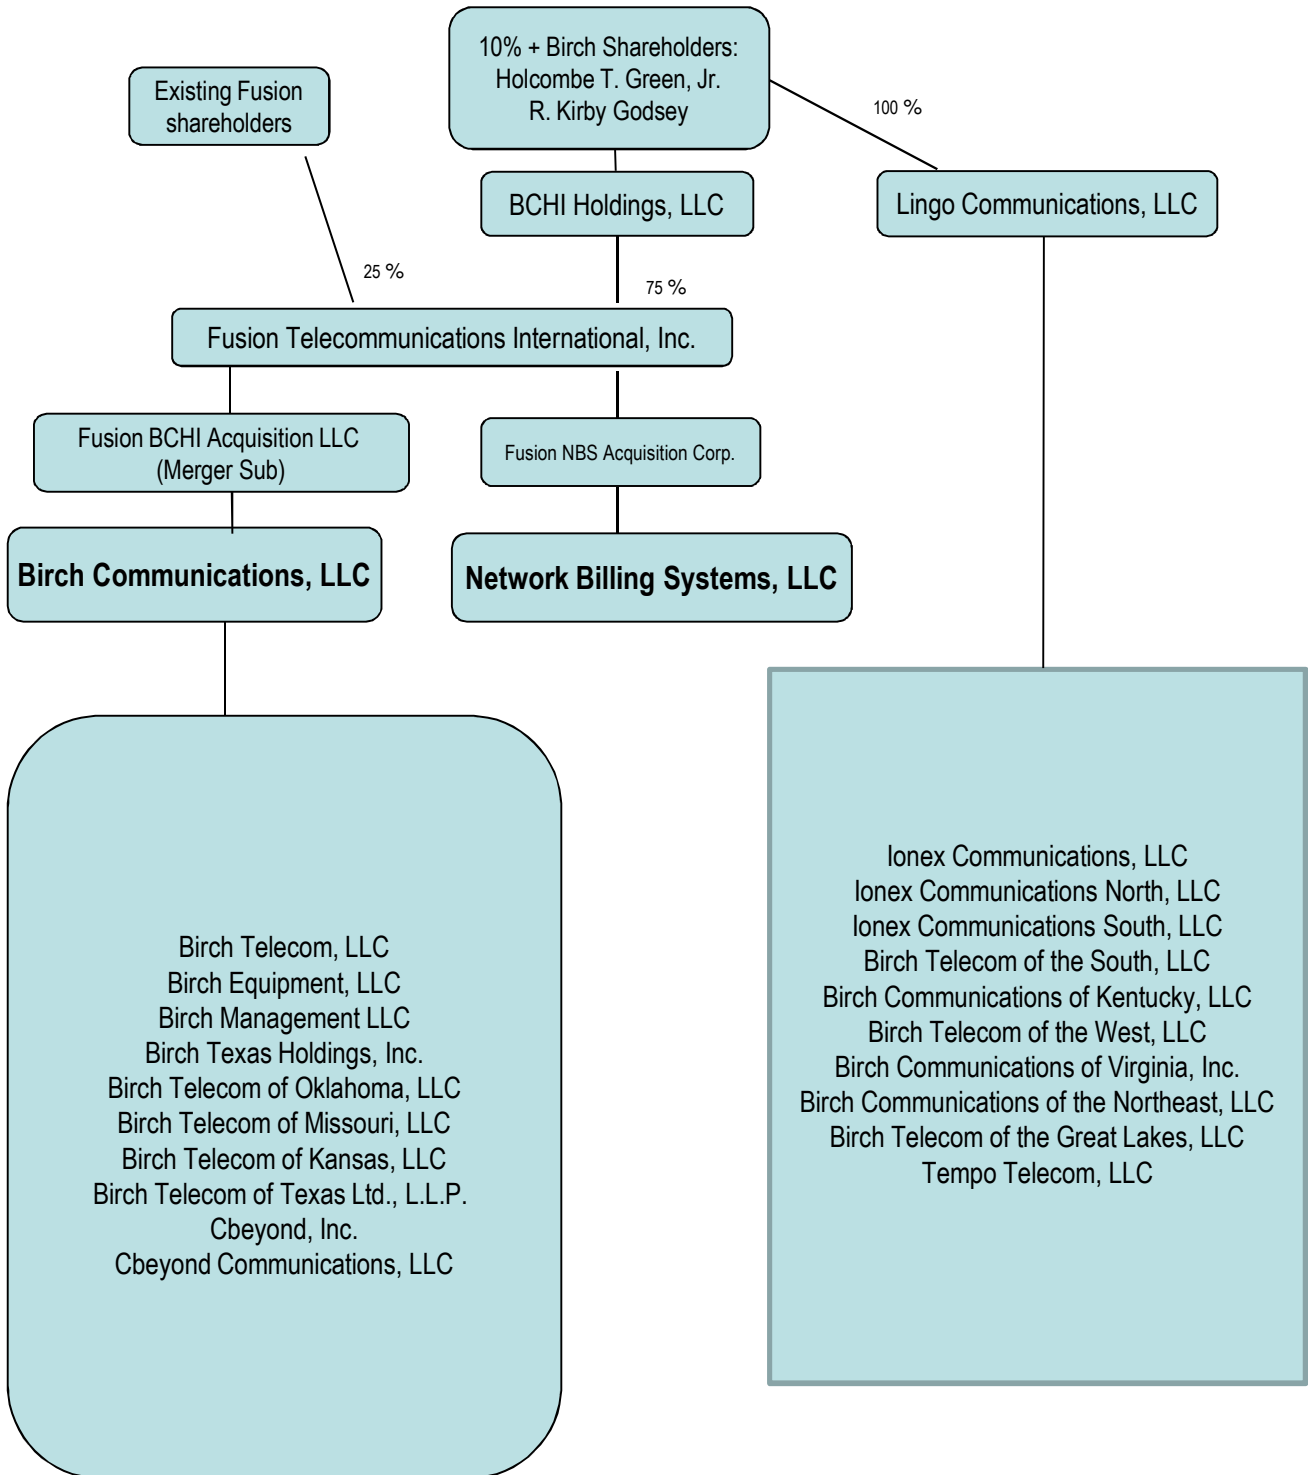 10% + Birch Shareholders:
Holcombe T. Green, Jr.
R. Kirby Godsey
Existing Fusion
shareholders
100 %
BCHI Holdings, LLC
Lingo Communications, LLC
25 %
75 %
Fusion Telecommunications International, Inc.
Fusion BCHI Acquisition LLC
(Merger Sub)
Fusion NBS Acquisition Corp.
Birch Communications, LLC
Network Billing Systems, LLC
Birch Telecom, LLC
Birch Equipment, LLC
Birch Management LLC
Birch Texas Holdings, Inc.
Birch Telecom of Oklahoma, LLC
Birch Telecom of Missouri, LLC
Birch Telecom of Kansas, LLC
Birch Telecom of Texas Ltd., L.L.P.
Cbeyond, Inc.
Cbeyond Communications, LLC
Ionex Communications, LLC
Ionex Communications North, LLC
Ionex Communications South, LLC
Birch Telecom of the South, LLC
Birch Communications of Kentucky, LLC
Birch Telecom of the West, LLC
Birch Communications of Virginia, Inc.
Birch Communications of the Northeast, LLC
Birch Telecom of the Great Lakes, LLC
Tempo Telecom, LLC